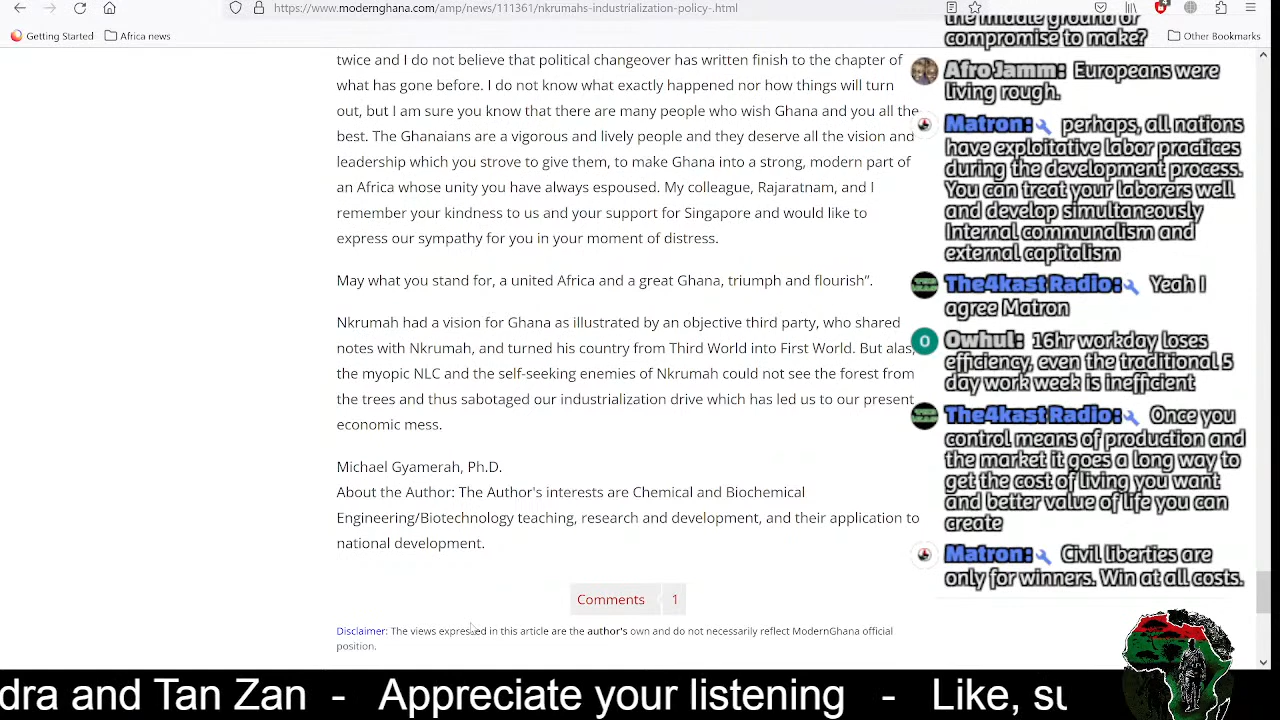 https://www.modernghana.com/amp/news/111361/nkrumahs-industrialization-policy-.html
Getting Started
Africa news
Other Bookmarks
twice and I do not believe that political changeover has written finish to the chapter of
what has gone before. I do not know what exactly happened nor how things will turn
out, but I am sure you know that there are many people who wish Ghana and you all the
best. The Ghanaians are a vigorous and lively people and they deserve all the vision and
leadership which you strove to give them, to make Ghana into a strong, modern part of
an Africa whose unity you have always espoused. My colleague, Rajaratnam, and I
remember your kindness to us and your support for Singapore and would like to
express our sympathy for you in your moment of distress.
May what you stand for, a united Africa and a great Ghana, triumph and flourish”.
Nkrumah had a vision for Ghana as illustrated by an objective third party, who shared
notes with Nkrumah, and turned his country from Third World into First World. But alas,
the myopic NLC and the self-seeking enemies of Nkrumah could not see the forest from
the trees and thus sabotaged our industrialization drive which has led us to our present
economic mess.
Michael Gyamerah, Ph.D.
About the Author: The Author's interests are Chemical and Biochemical
Engineering/Biotechnology teaching, research and development, and their application to
national development.
Comments 1
Disclaimer: The views expressed in this article are the author's own and do not necessarily reflect ModernGhana official
position.
the middle ground or
compromise to make?
Afro Jamm: Europeans were
living rough.
Matron: perhaps, all nations
have exploitative labor practices
during the development process.
You can treat your laborers well
and develop simultaneously
Internal communalism and
external capitalism
The4kast Radio: Yeah I
agree Matron
O
Owhul: 16hr workday loses
efficiency, even the traditional 5
day work week is inefficient
The4kast Radio: Once you
control means of production and
the market it goes a long way to
get the cost of living you want
and better value of life you can
create
Matron: Civil liberties are
only for winners. Win at all costs.
dra and Tan Zan - Appreciate your listening - Like, su